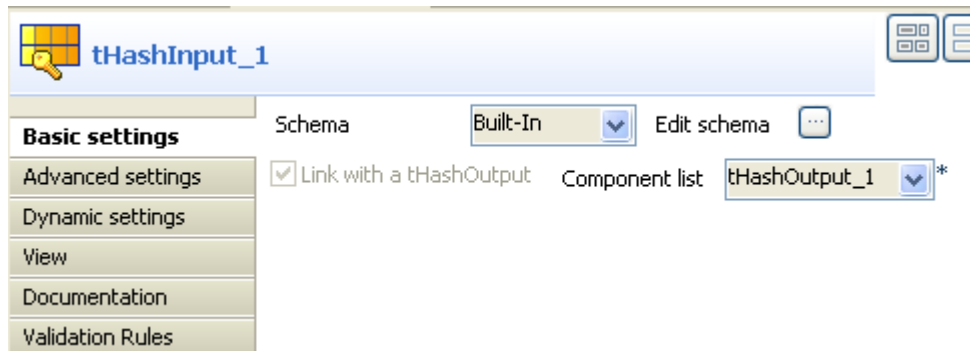 tHashInput_1
Basic settings
Advanced settings
Dynamic settings
View
Documentation
Validation Rules
Schema Built-In Edit schema ...
Link with a tHashOutput Component list tHashOutput_1 *